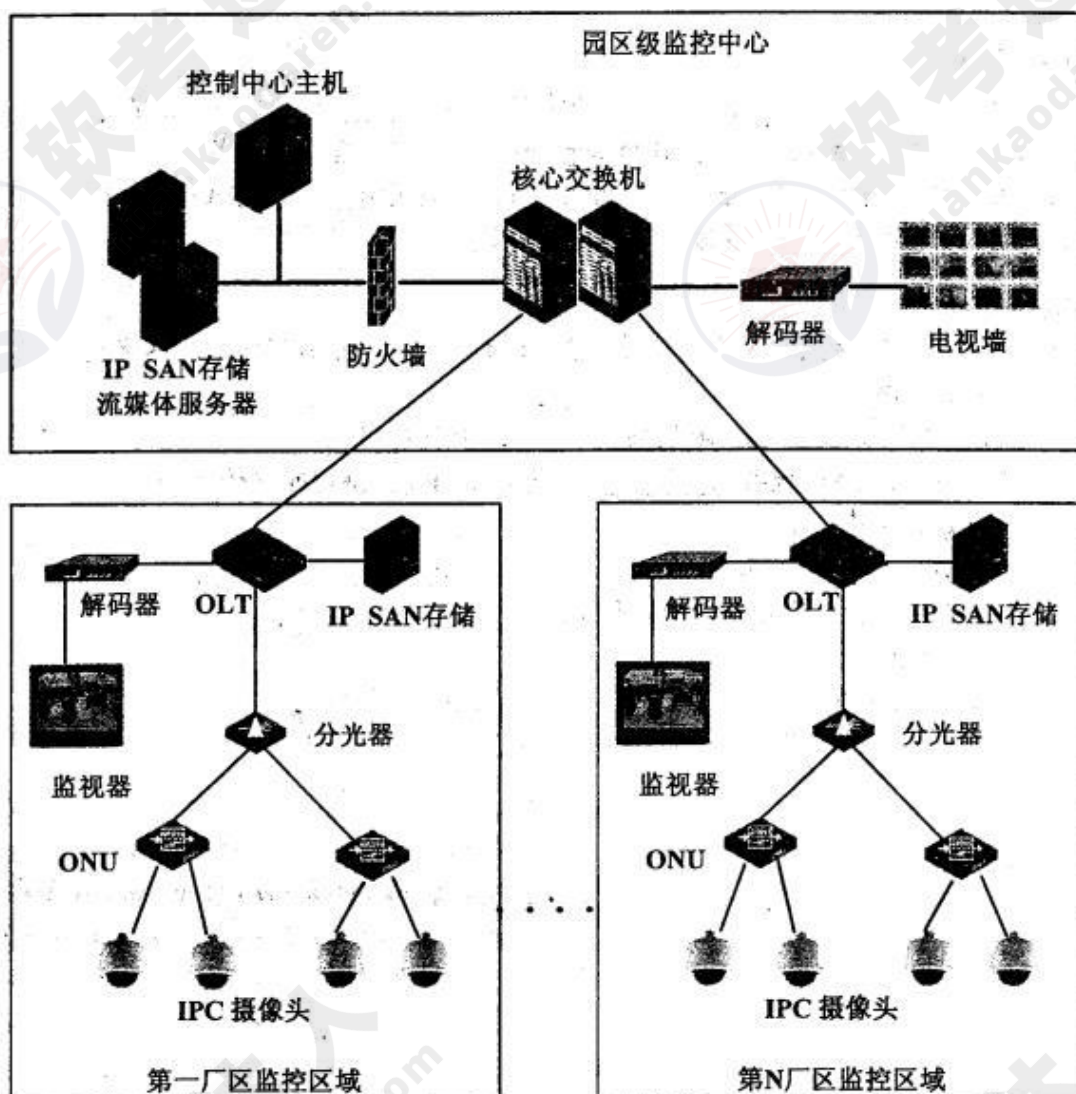 园区级监控中心
控制中心主机
核心交换机
IP SAN存储
流媒体服务器
防火墙
解码器
电视墙
解码器
OLT
IP SAN存储
分光器
监视器
ONU
IPC 摄像头
第一厂区监控区域
解码器
OLT
IP SAN存储
分光器
监视器
ONU
IPC 摄像头
第N厂区监控区域